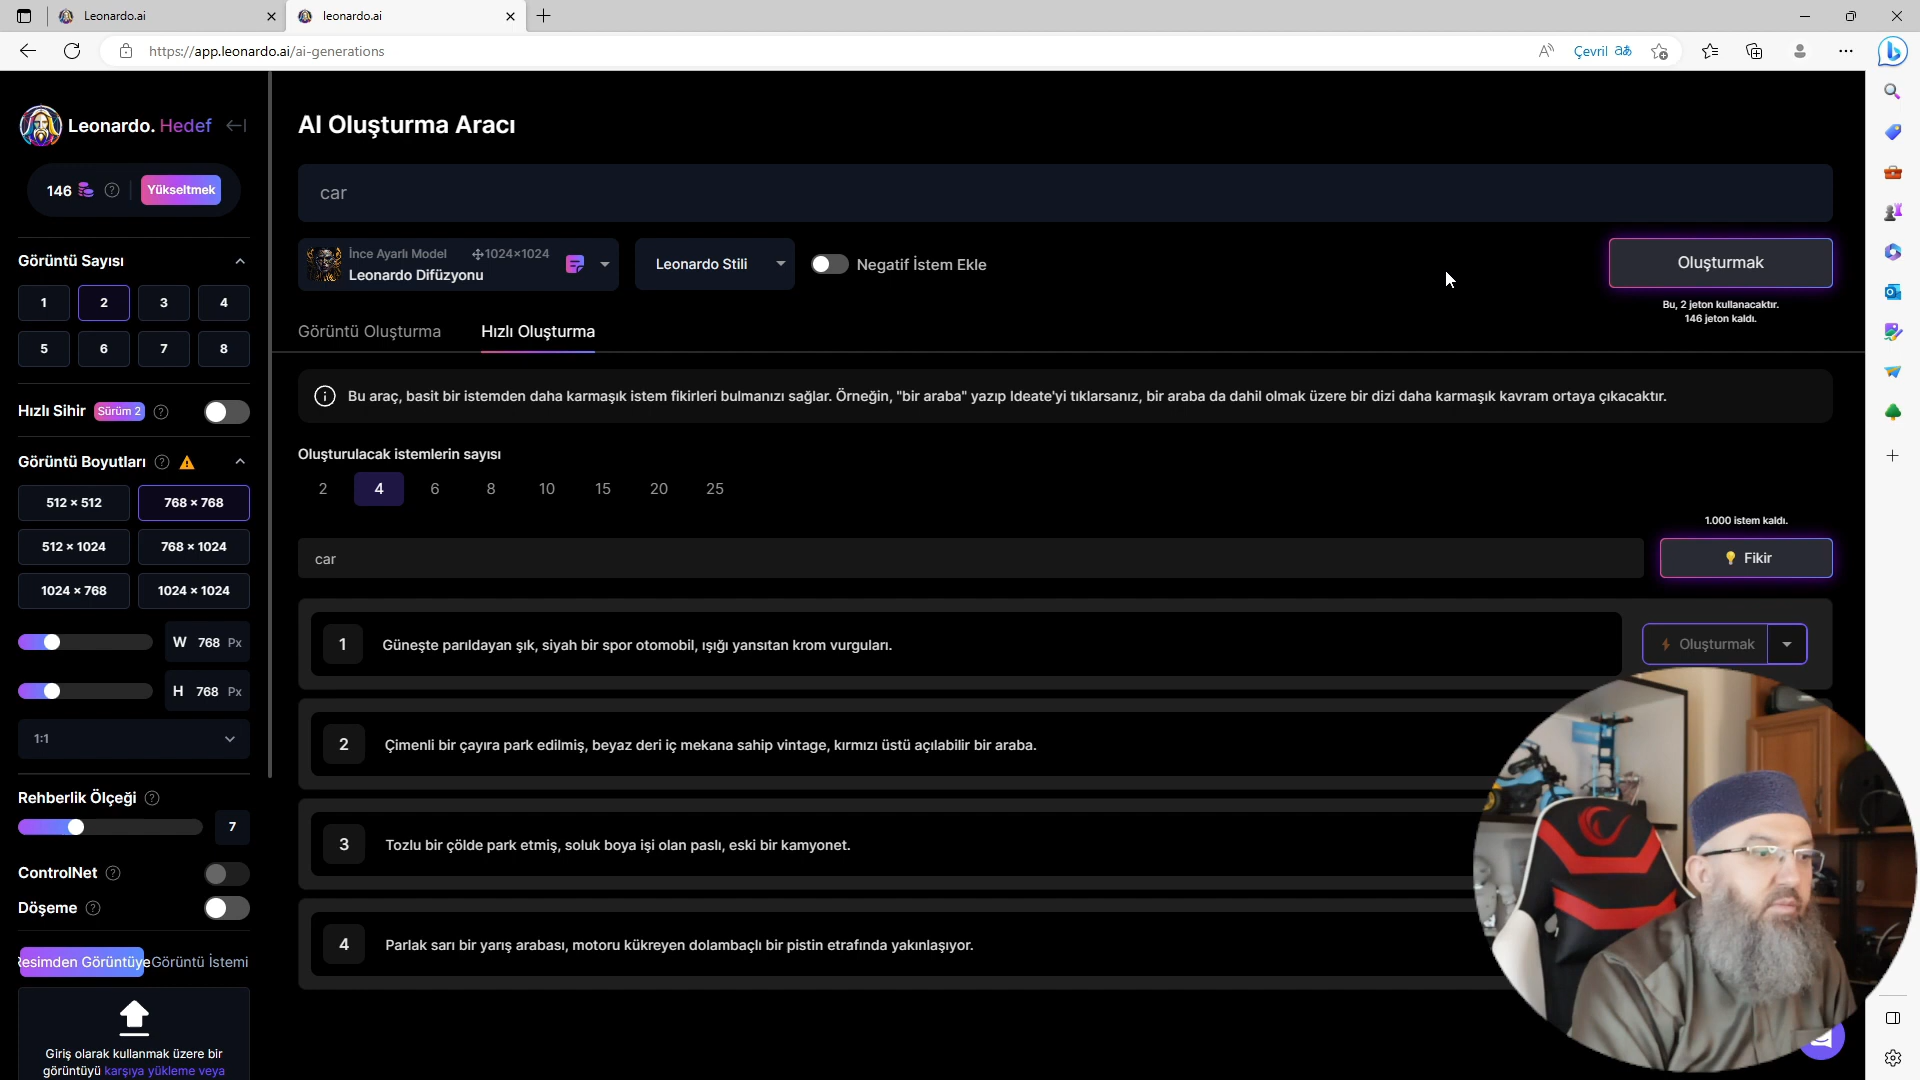 Leonardo.ai
leonardo.ai
https://app.leonardo.ai/ai-generations
Çevril
Leonardo. Hedef
146
Yükseltmek
Görüntü Sayısı
1 2 3 4
5 6 7 8
Hızlı Sihir Sürüm 2
Görüntü Boyutları
512 × 512 768 × 768
512 × 1024 768 × 1024
1024 × 768 1024 × 1024
W 768 Px
H 768 Px
1:1
Rehberlik Ölçeği
7
ControlNet
Döşeme
Resimden Görüntüye Görüntü İstemi
Giriş olarak kullanmak üzere bir
görüntüyü karşıya yükleme veya
AI Oluşturma Aracı
car
İnce Ayarlı Model 1024×1024
Leonardo Difüzyonu
Leonardo Stili
Negatif İstem Ekle
Oluşturmak
Bu, 2 jeton kullanacaktır.
146 jeton kaldı.
Görüntü Oluşturma Hızlı Oluşturma
Bu araç, basit bir istemden daha karmaşık istem fikirleri bulmanızı sağlar. Örneğin, "bir araba" yazıp Ideate'yi tıklarsanız, bir araba da dahil olmak üzere bir dizi daha karmaşık kavram ortaya çıkacaktır.
Oluşturulacak istemlerin sayısı
2 4 6 8 10 15 20 25
1.000 istem kaldı.
car
Fikir
1 Güneşte parıldayan şık, siyah bir spor otomobil, ışığı yansıtan krom vurguları.
Oluşturmak
2 Çimenli bir çayıra park edilmiş, beyaz deri iç mekana sahip vintage, kırmızı üstü açılabilir bir araba.
3 Tozlu bir çölde park etmiş, soluk boya işi olan paslı, eski bir kamyonet.
4 Parlak sarı bir yarış arabası, motoru kükreyen dolambaçlı bir pistin etrafında yakınlaşıyor.